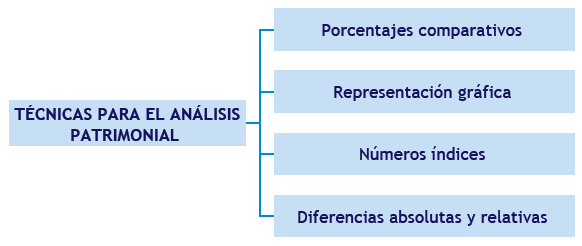 TÉCNICAS PARA EL ANÁLISIS
PATRIMONIAL
Porcentajes comparativos
Representación gráfica
Números índices
Diferencias absolutas y relativas